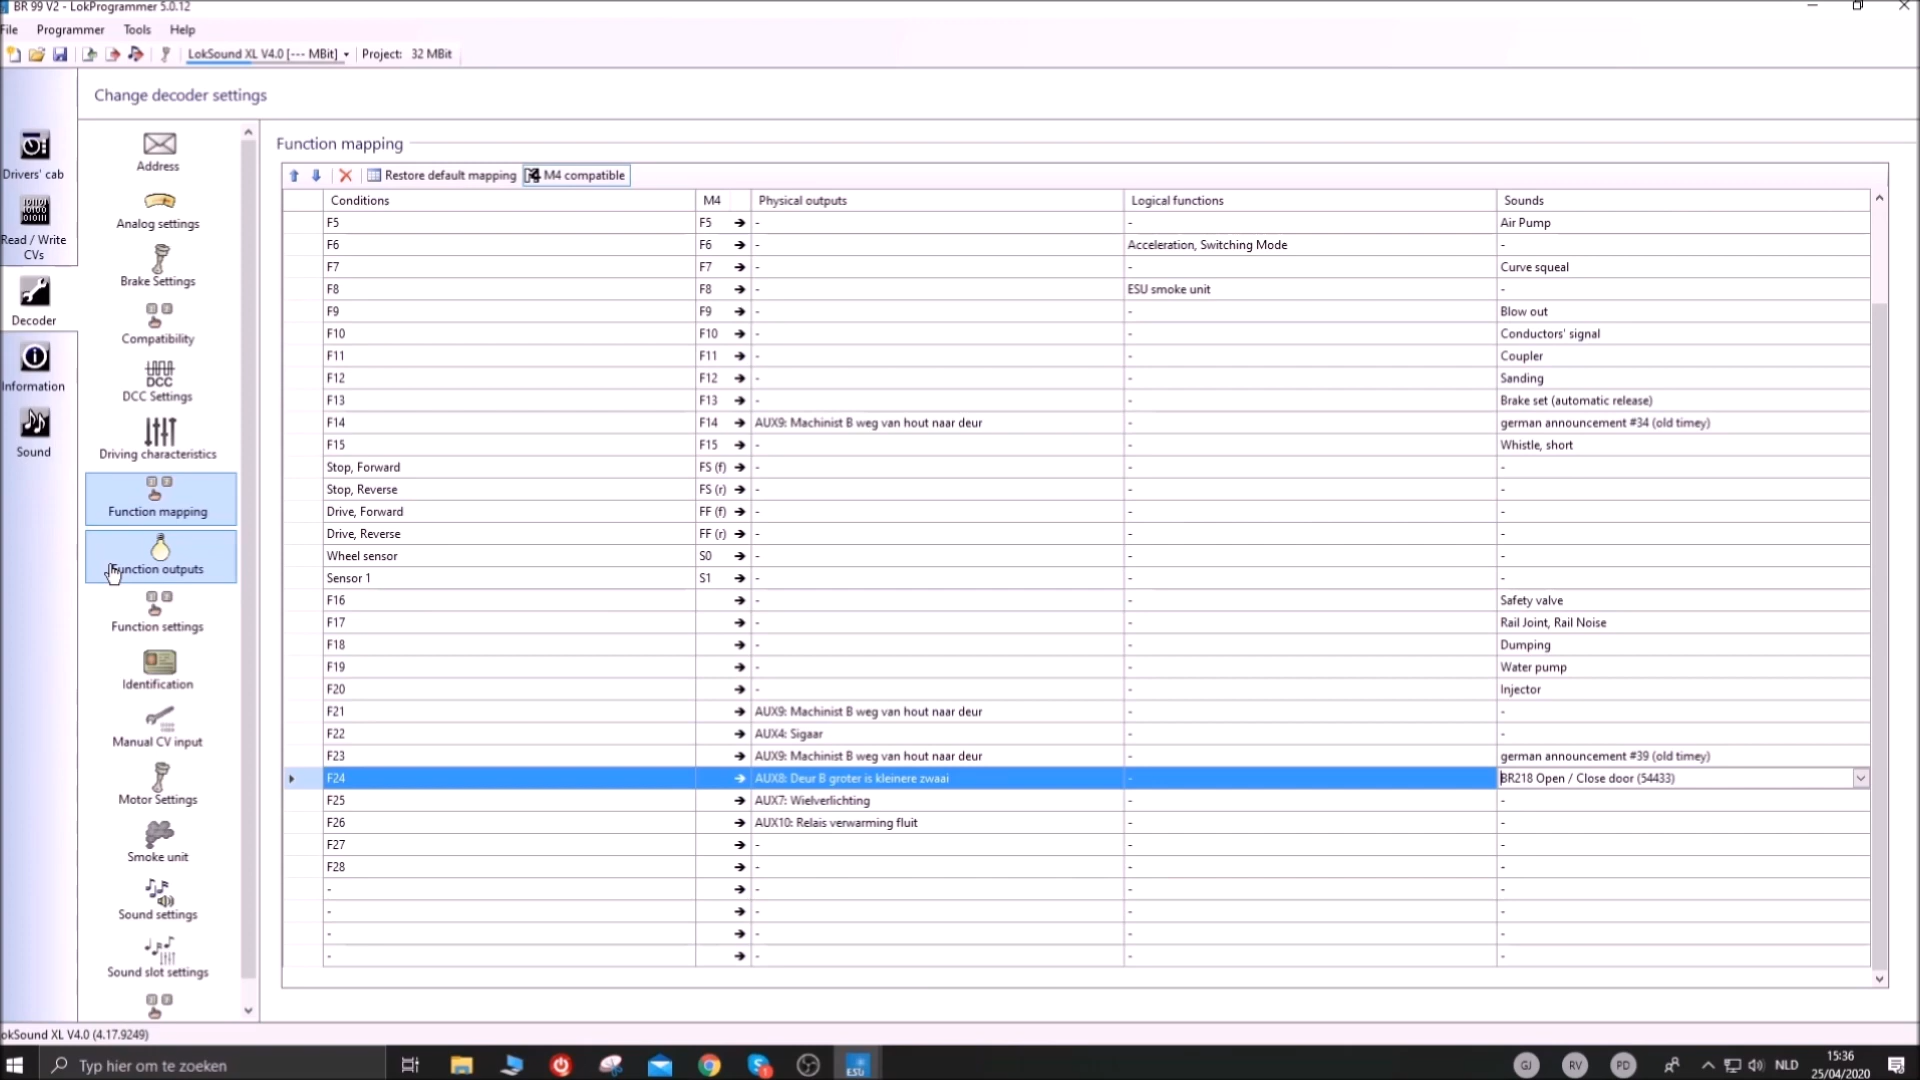 BR 99 V2 - LokProgrammer 5.0.12
File Programmer Tools Help
LokSound XL V4.0 [--- MBit] Project: 32 MBit
Change decoder settings
Drivers' cab
Read / Write
CVs
Decoder
Information
Sound
Address
Analog settings
Brake Settings
Compatibility
DCC
DCC Settings
Driving characteristics
Function mapping
Function outputs
Function settings
Identification
Manual CV input
Motor Settings
Smoke unit
Sound settings
Sound slot settings
Function mapping
Restore default mapping M4 compatible
Conditions M4 Physical outputs Logical functions Sounds
F5 F5 - - Air Pump
F6 F6 - Acceleration, Switching Mode -
F7 F7 - - Curve squeal
F8 F8 - ESU smoke unit -
F9 F9 - - Blow out
F10 F10 - - Conductors' signal
F11 F11 - - Coupler
F12 F12 - - Sanding
F13 F13 - - Brake set (automatic release)
F14 F14 AUX9: Machinist B weg van hout naar deur - german announcement #34 (old timey)
F15 F15 - - Whistle, short
Stop, Forward FS (f) - - -
Stop, Reverse FS (r) - - -
Drive, Forward FF (f) - - -
Drive, Reverse FF (r) - - -
Wheel sensor S0 - - -
Sensor 1 S1 - - -
F16 - - Safety valve
F17 - - Rail Joint, Rail Noise
F18 - - Dumping
F19 - - Water pump
F20 - - Injector
F21 AUX9: Machinist B weg van hout naar deur - -
F22 AUX4: Sigaar - -
F23 AUX9: Machinist B weg van hout naar deur - german announcement #39 (old timey)
F24 AUX8: Deur B groter is kleinere zwaai - BR218 Open / Close door (54433)
F25 AUX7: Wielverlichting - -
F26 AUX10: Relais verwarming fluit - -
F27 - - -
F28 - - -
- - - -
- - - -
- - - -
- - - -
okSound XL V4.0 (4.17.9249)
Typ hier om te zoeken
ESU
GJ RV PD NLD
15:36
25/04/2020